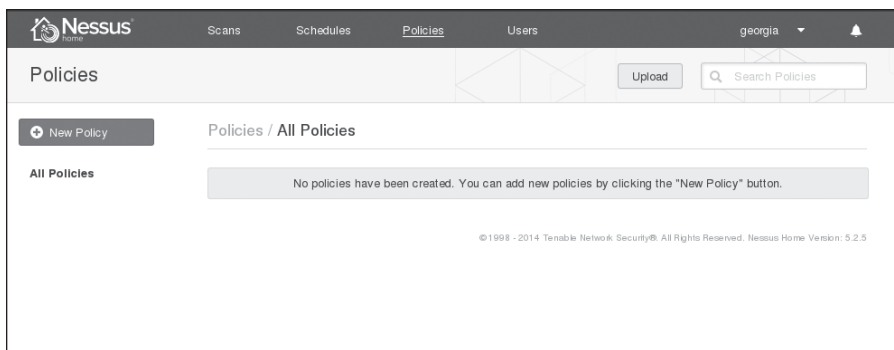 Nessus®
home
Scans Schedules Policies Users georgia
Policies Upload Search Policies
New Policy
All Policies
Policies / All Policies
No policies have been created. You can add new policies by clicking the "New Policy" button.
©1998 - 2014 Tenable Network Security®. All Rights Reserved. Nessus Home Version: 5.2.5